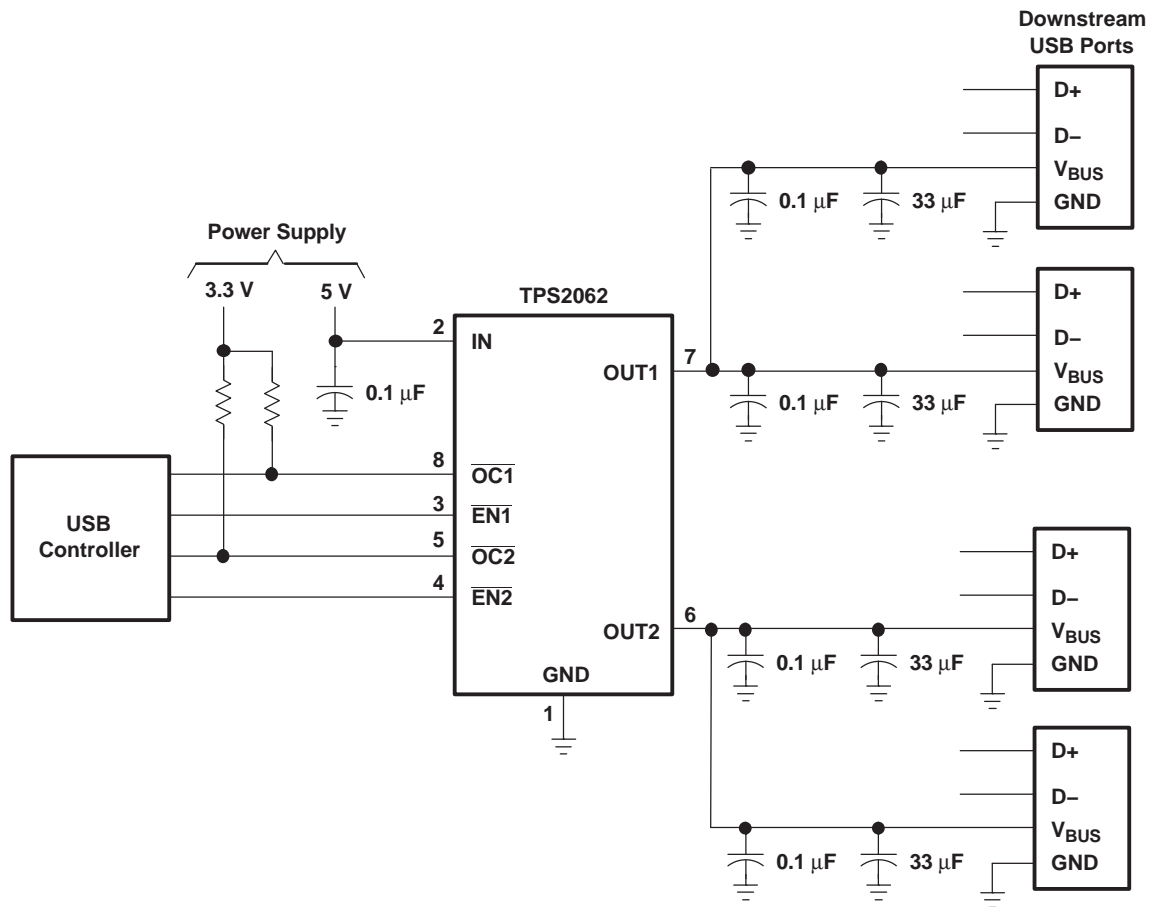 Downstream
USB Ports
D+
D–
VBUS
GND
0.1 μF
33 μF
Power Supply
3.3 V
5 V
TPS2062
D+
D–
VBUS
GND
2
IN
7
OUT1
0.1 μF
0.1 μF
33 μF
8
OC1
3
EN1
USB
Controller
5
OC2
4
EN2
D+
D–
VBUS
GND
6
OUT2
0.1 μF
33 μF
GND
1
D+
D–
VBUS
GND
0.1 μF
33 μF